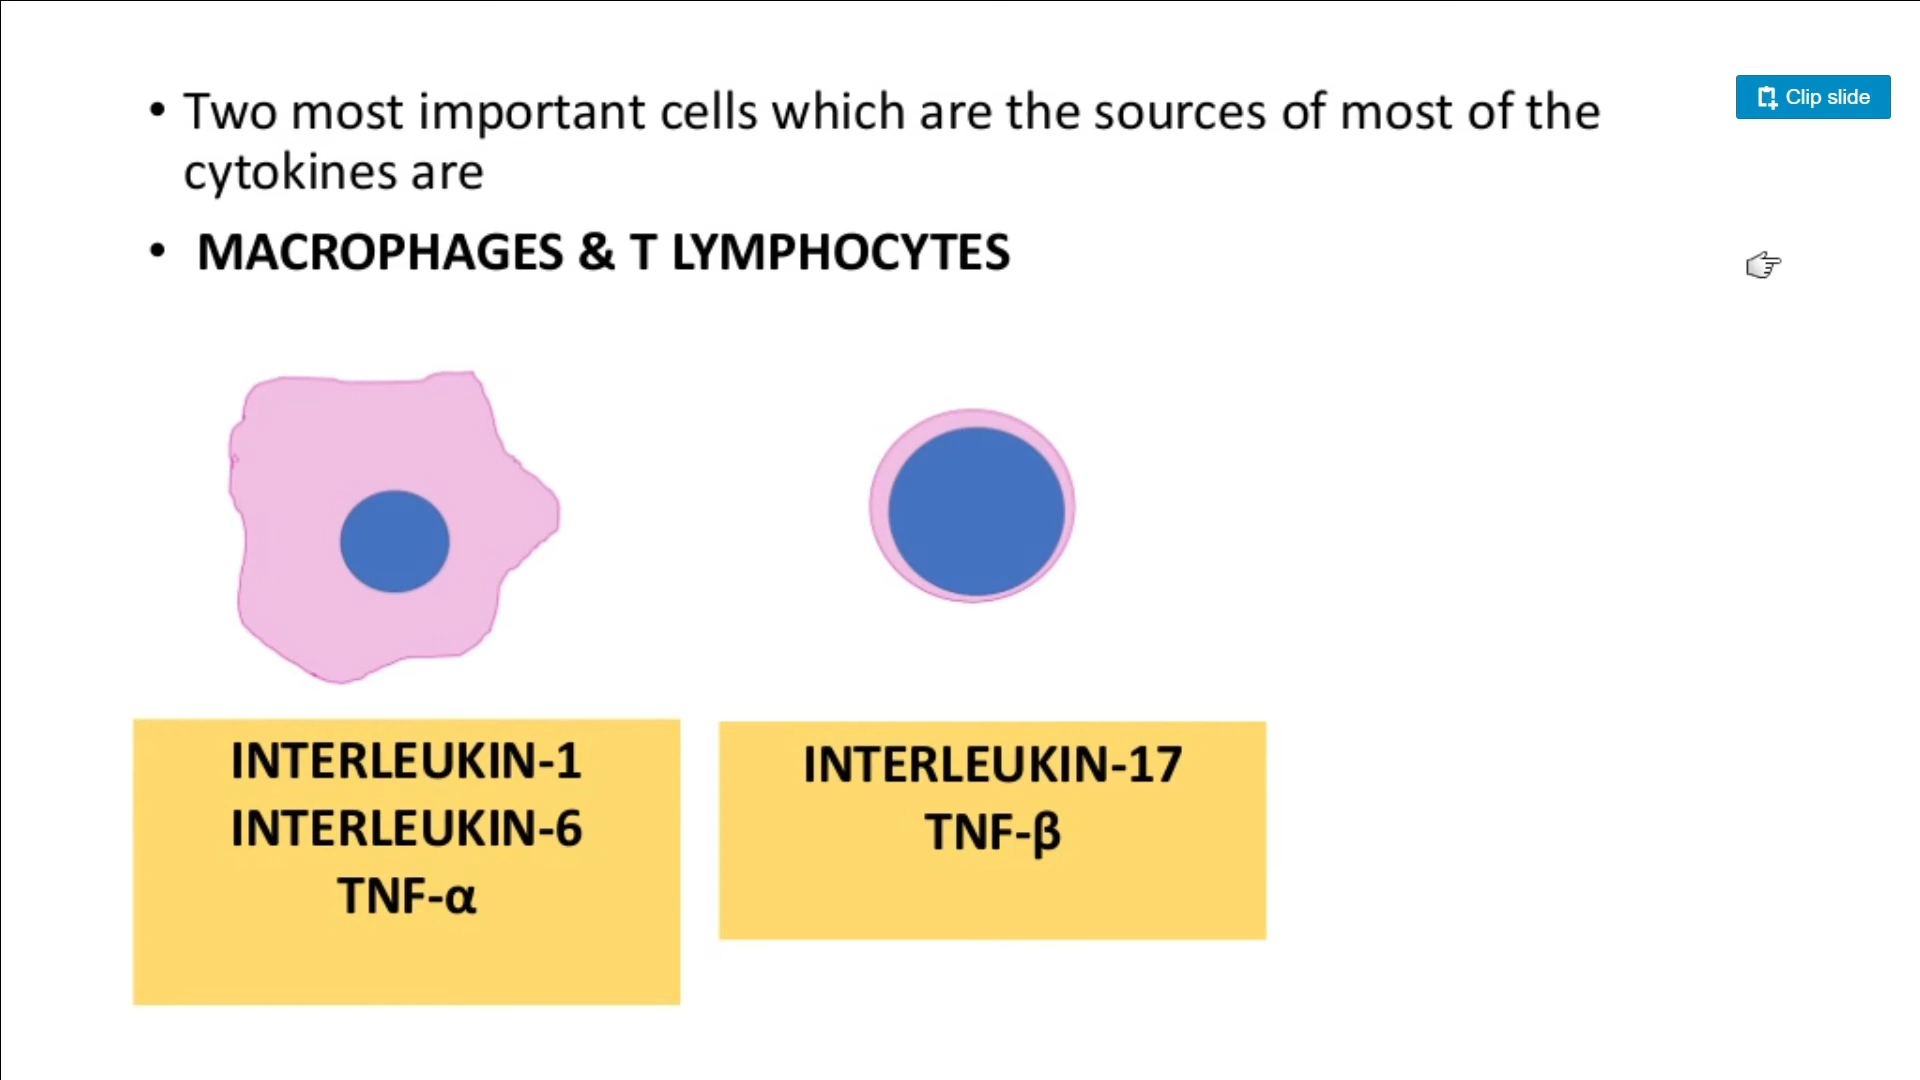 • Two most important cells which are the sources of most of the
cytokines are
• MACROPHAGES & T LYMPHOCYTES
Clip slide
INTERLEUKIN-1
INTERLEUKIN-6
TNF-α
INTERLEUKIN-17
TNF-β